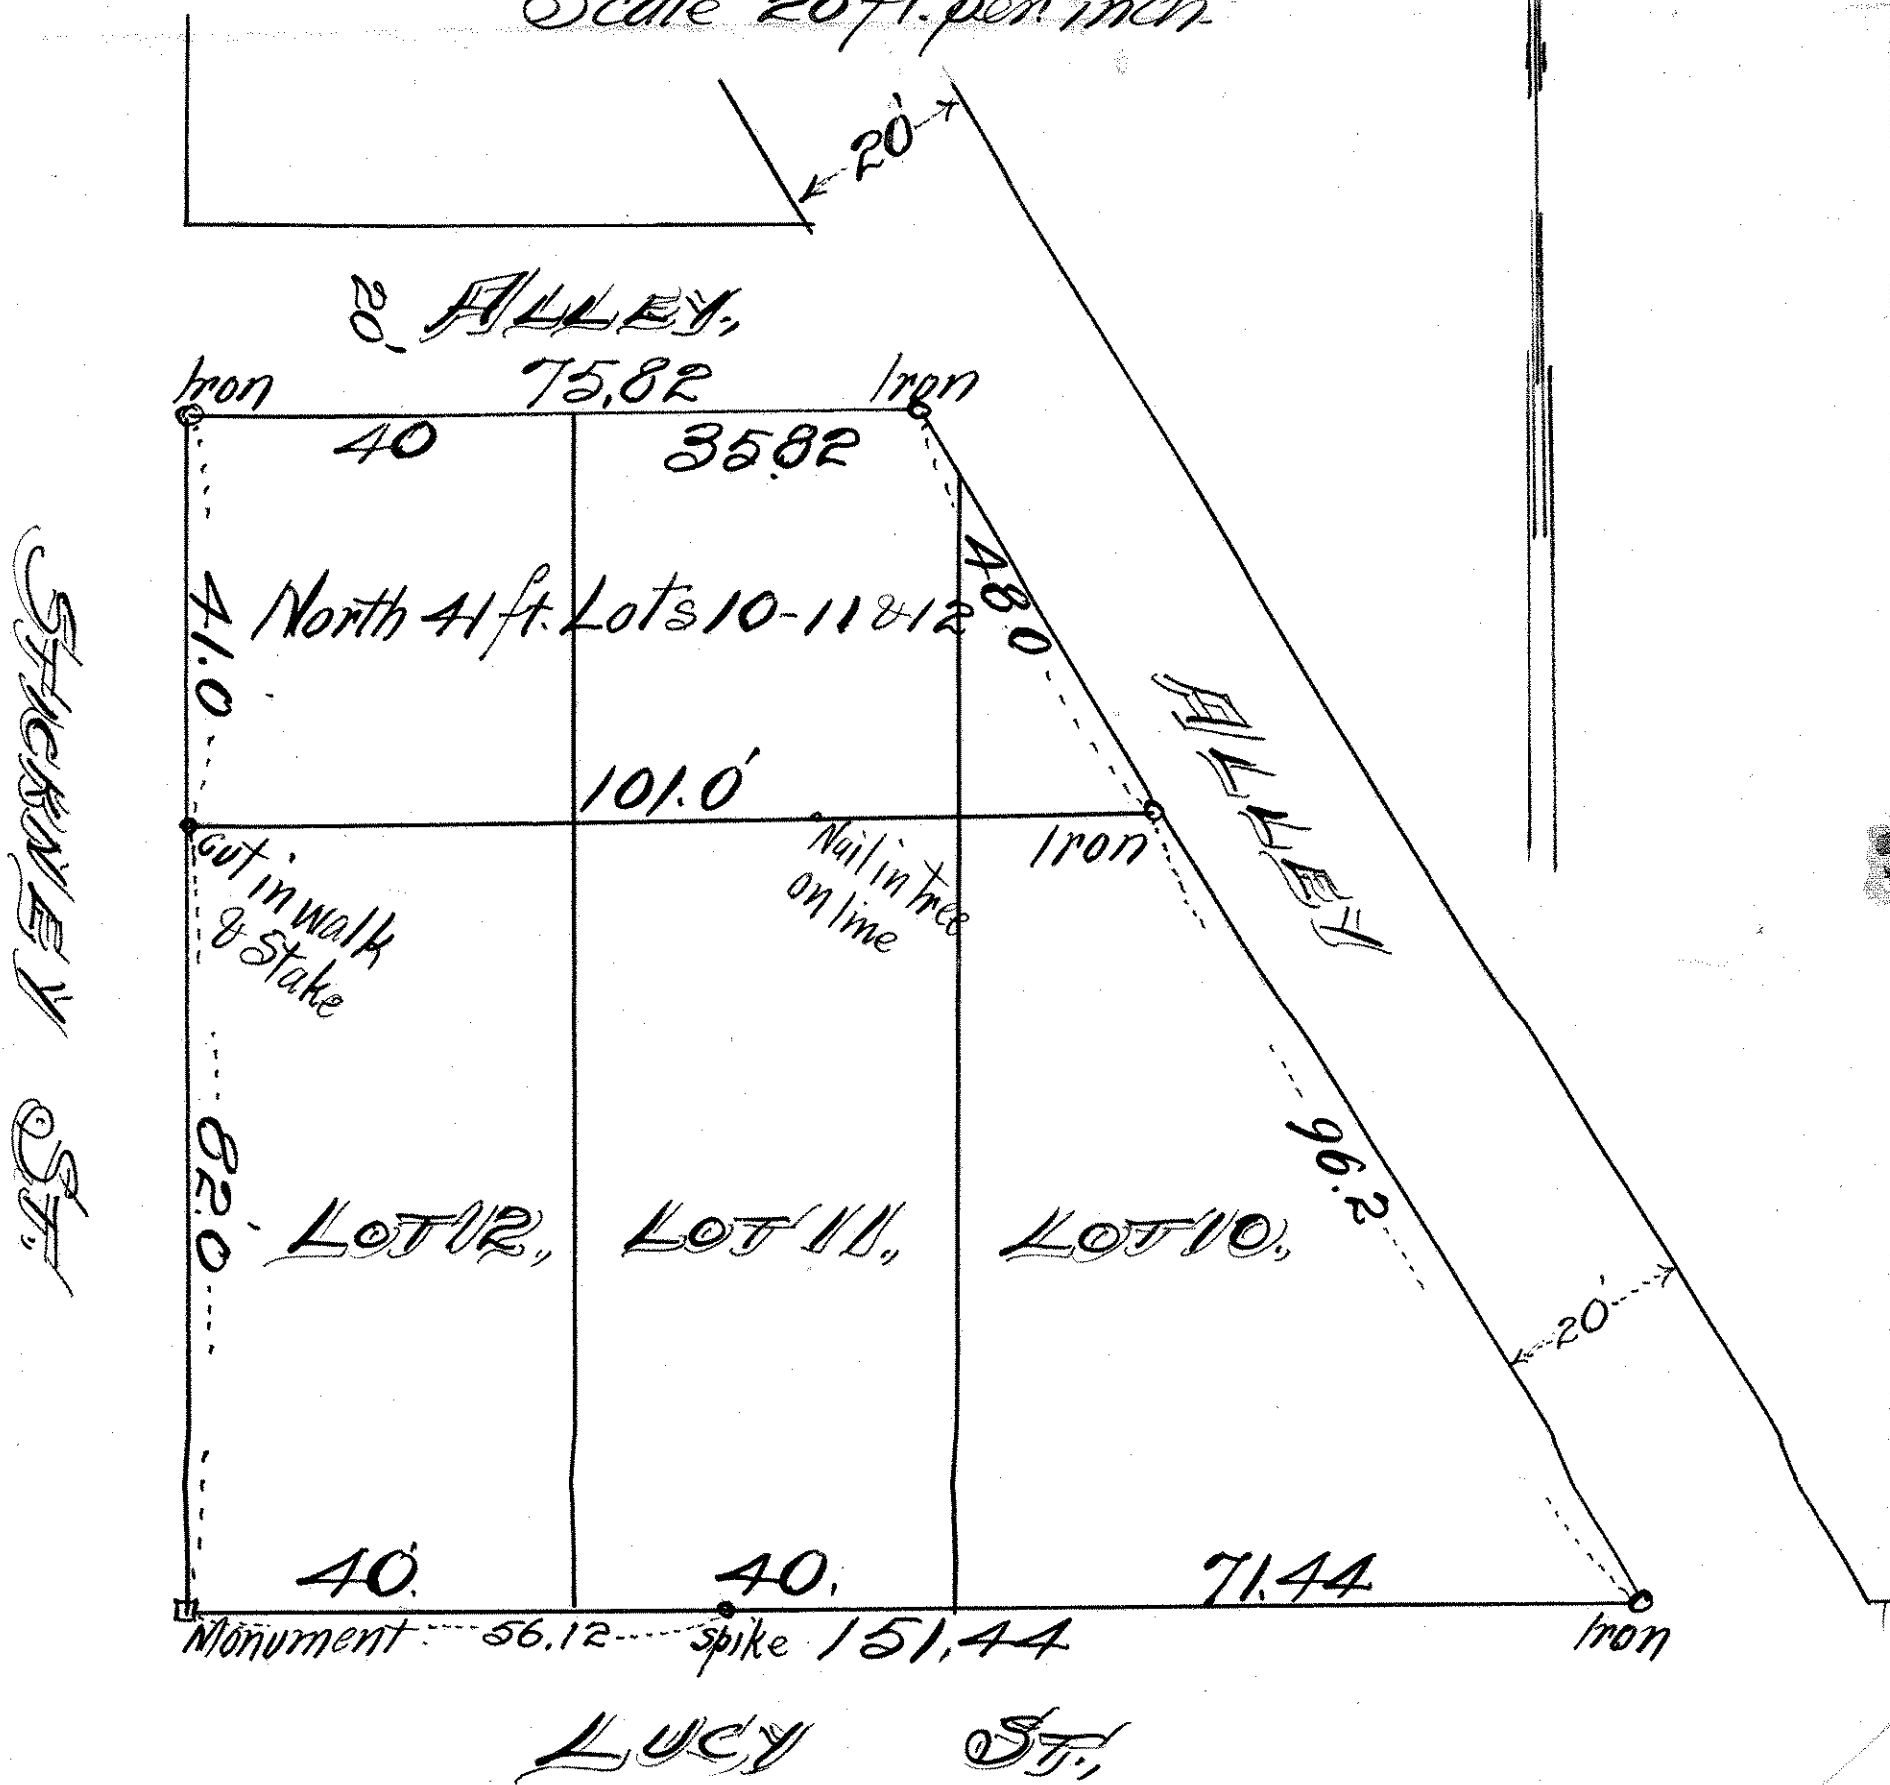 Scale 20 ft. per. inch.
20'
20' ALLEY.,
Iron 75.82 Iron
40 35.82
North 41 ft. Lots 10-11 & 12
41.0
48.0
STICKNEY ST.
ALLEY
101.0'
Cut in walk
& Stake
Nail in tree
on line
Iron
82.0'
96.2
LOT 12., LOT 11., LOT 10.,
20'
40'. 40. 71.44
Monument 56.12 spike 151.44 Iron
LUCY ST.,